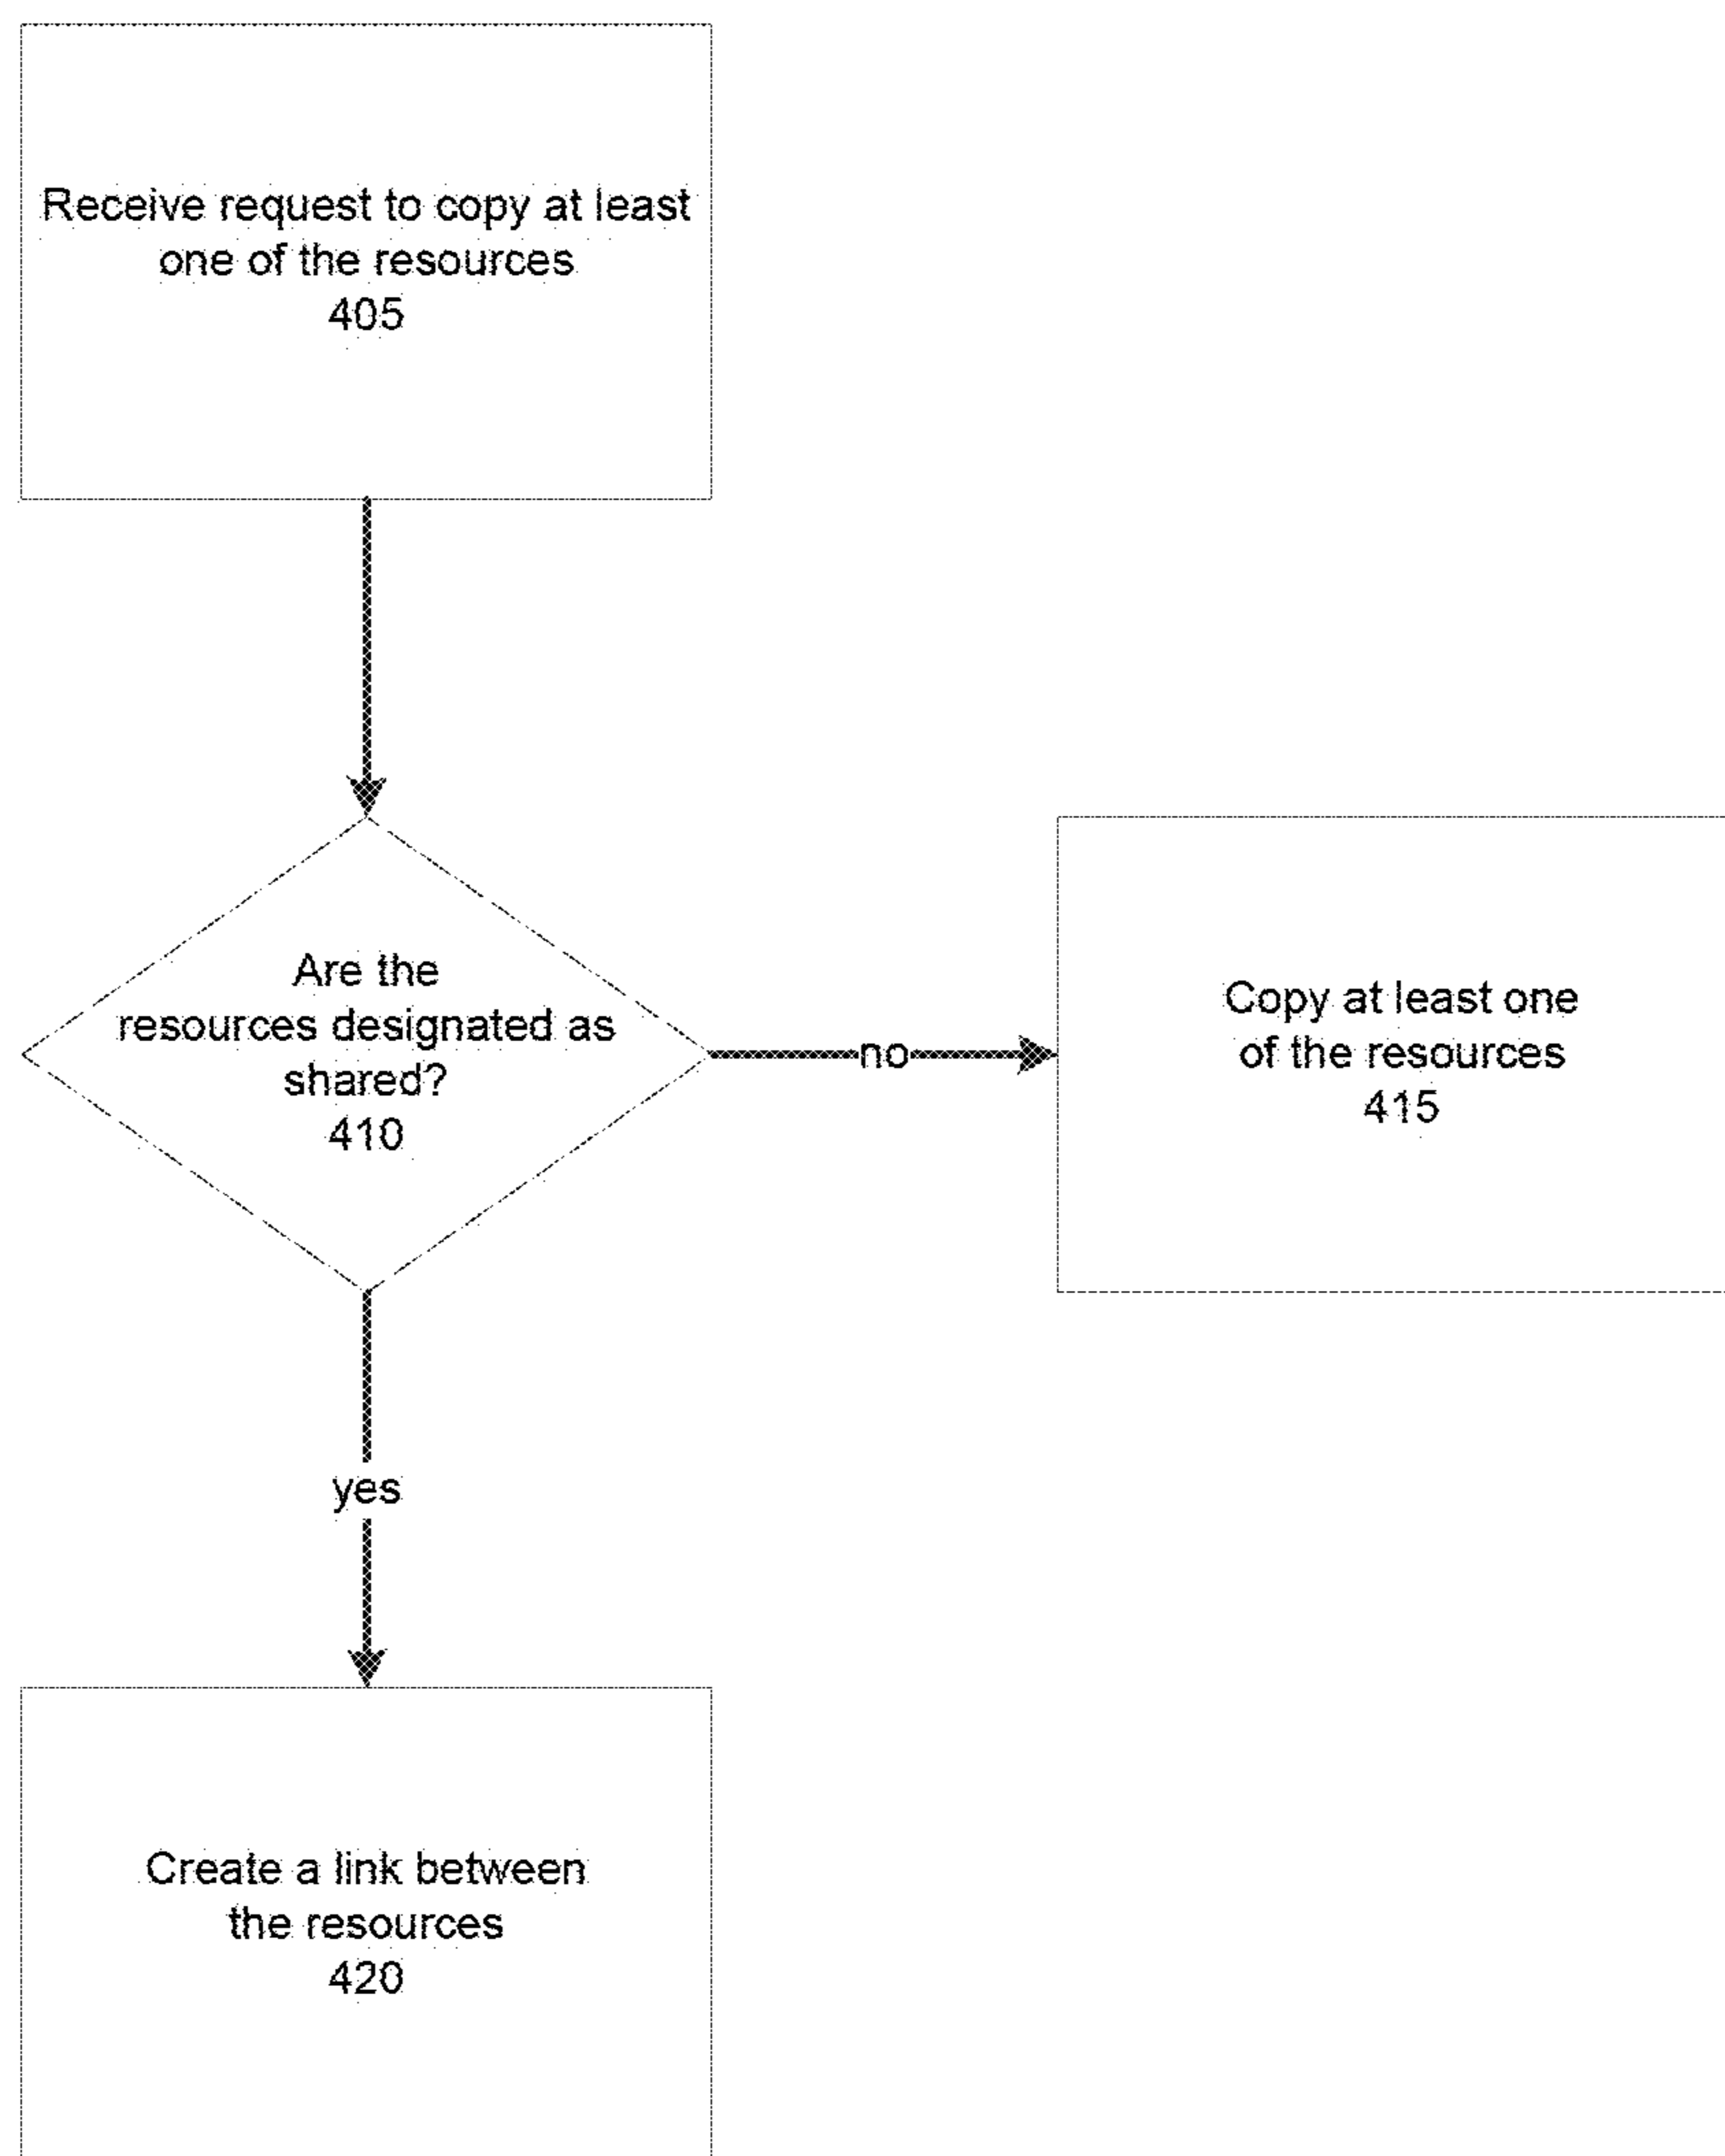 Receive request to copy at least
one of the resources
405
Are the
resources designated as
shared?
410
no
Copy at least one
of the resources
415
yes
Create a link between
the resources
420